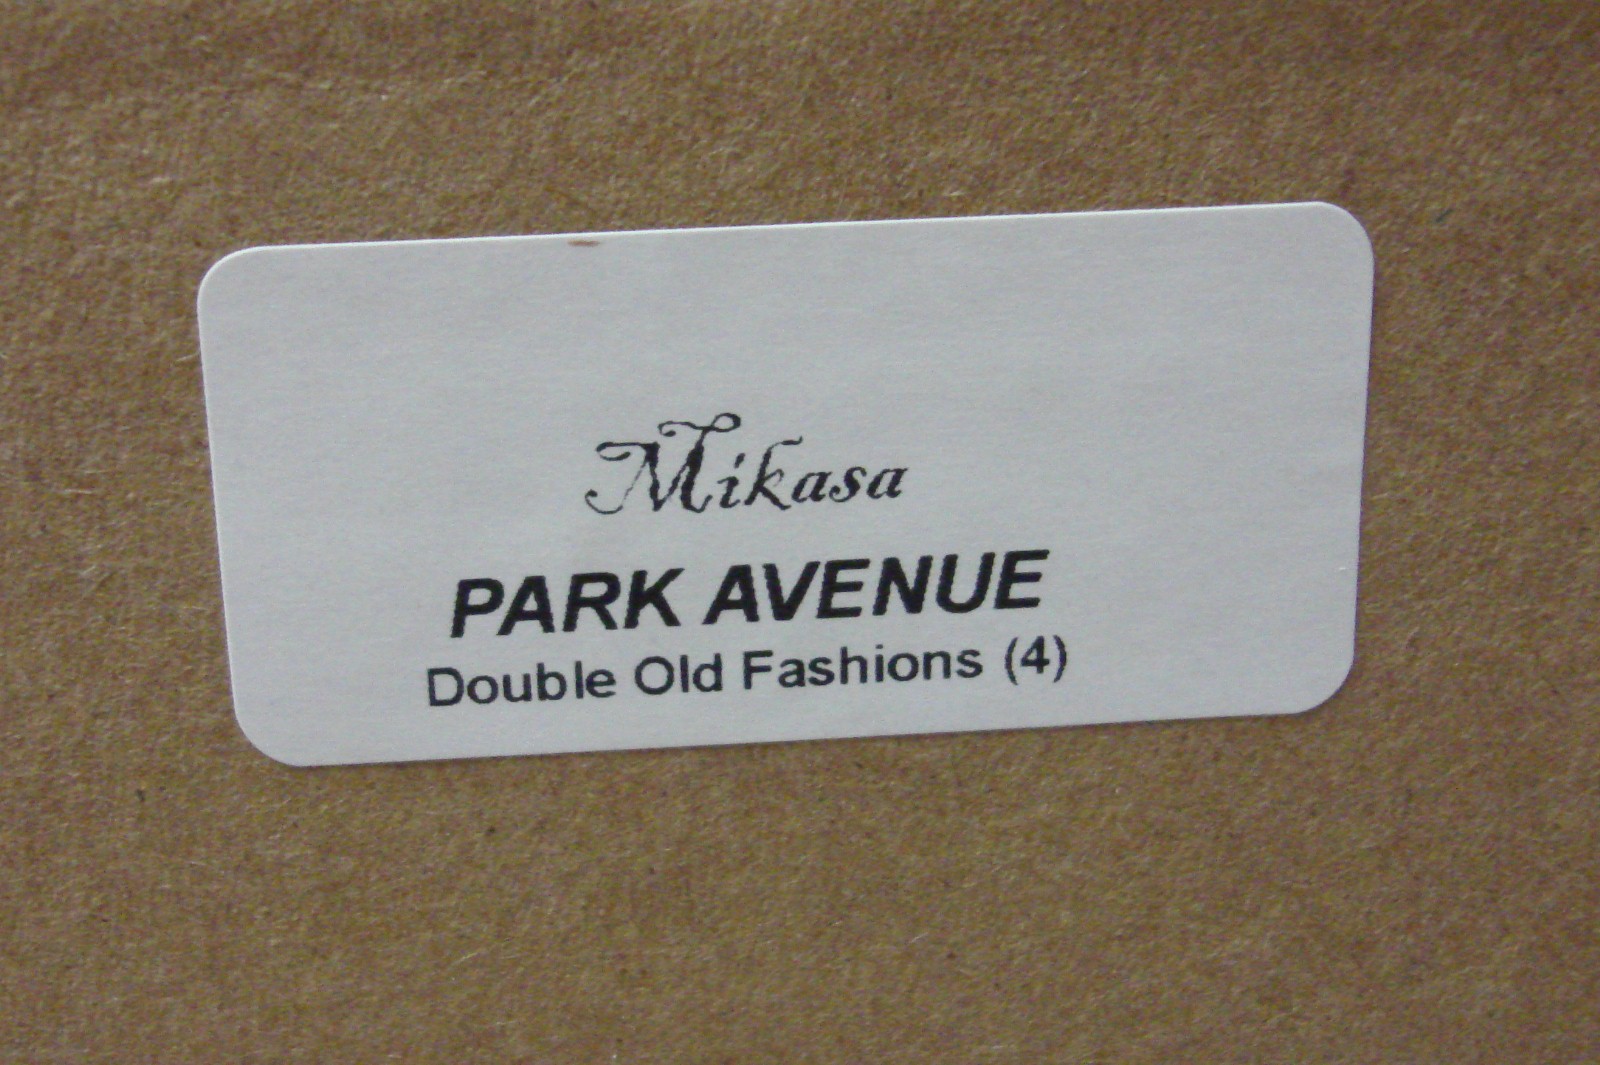 Mikasa
PARK AVENUE
Double Old Fashions (4)